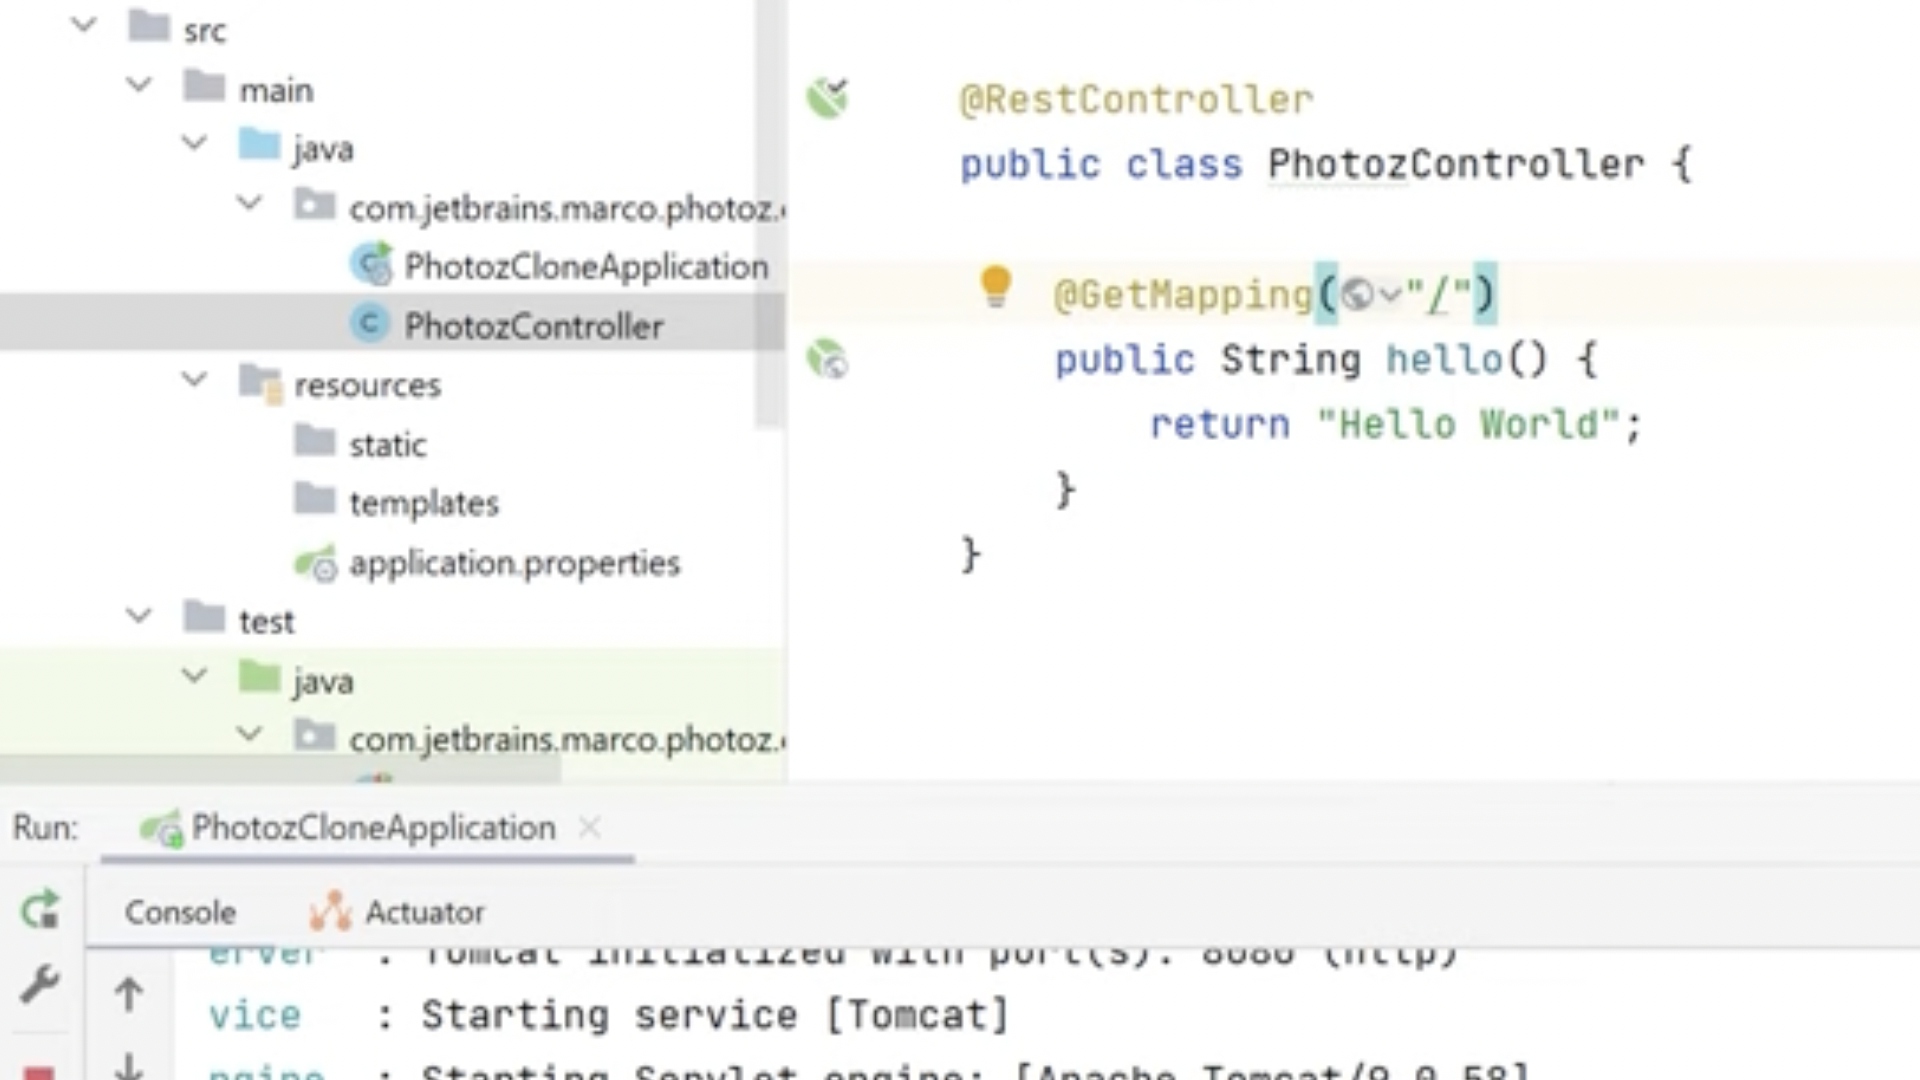 src
main
java
com.jetbrains.marco.photoz.
PhotozCloneApplication
PhotozController
resources
static
templates
application.properties
test
java
com.jetbrains.marco.photoz.
@RestController
public class PhotozController {
@GetMapping("/")
public String hello() {
return "Hello World";
}
}
Run: PhotozCloneApplication
Console Actuator
erver : Tomcat initialized with port(s): 8080 (http)
vice : Starting service [Tomcat]
ngine : Starting Servlet engine: [Apache Tomcat/9.0.58]